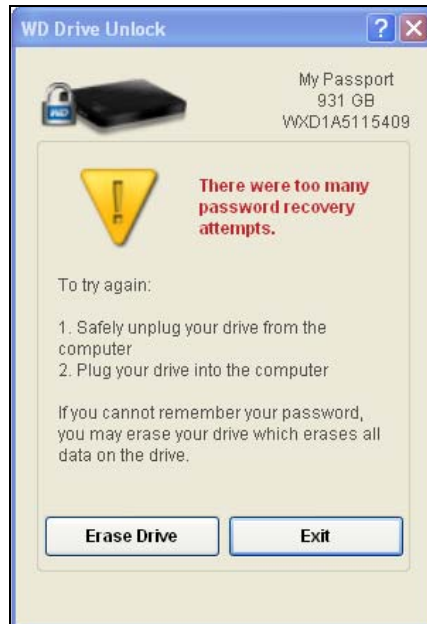 WD Drive Unlock
?
My Passport
931 GB
WXD1A5115409
WD
There were too many
password recovery
attempts.
To try again:
1. Safely unplug your drive from the
computer
2. Plug your drive into the computer
If you cannot remember your password,
you may erase your drive which erases all
data on the drive.
Erase Drive
Exit